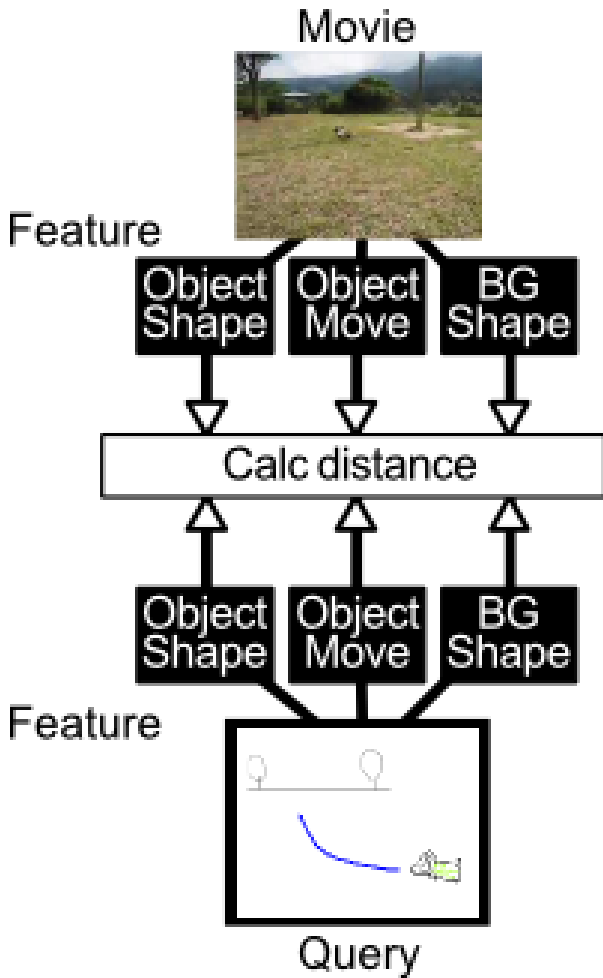 Movie
Feature
Object
Shape
Object
Move
BG
Shape
Calc distance
Object
Shape
Object
Move
BG
Shape
Feature
Query